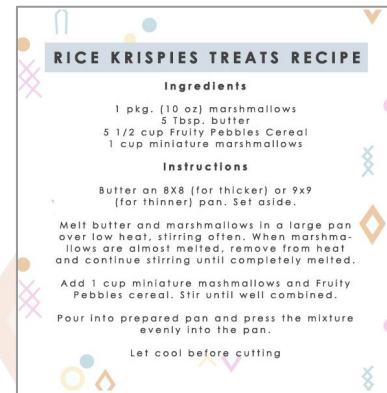 RICE KRISPIES TREATS RECIPE
Ingredients
1 pkg. (10 oz) marshmallows
5 Tbsp. butter
5 1/2 cup Fruity Pebbles Cereal
1 cup miniature marshmallows
Instructions
Butter an 8X8 (for thicker) or 9x9
(for thinner) pan. Set aside.
Melt butter and marshmallows in a large pan
over low heat, stirring often. When marshma-
llows are almost melted, remove from heat
and continue stirring until completely melted.
Add 1 cup miniature mashmallows and Fruity
Pebbles cereal. Stir until well combined.
Pour into prepared pan and press the mixture
evenly into the pan.
Let cool before cutting